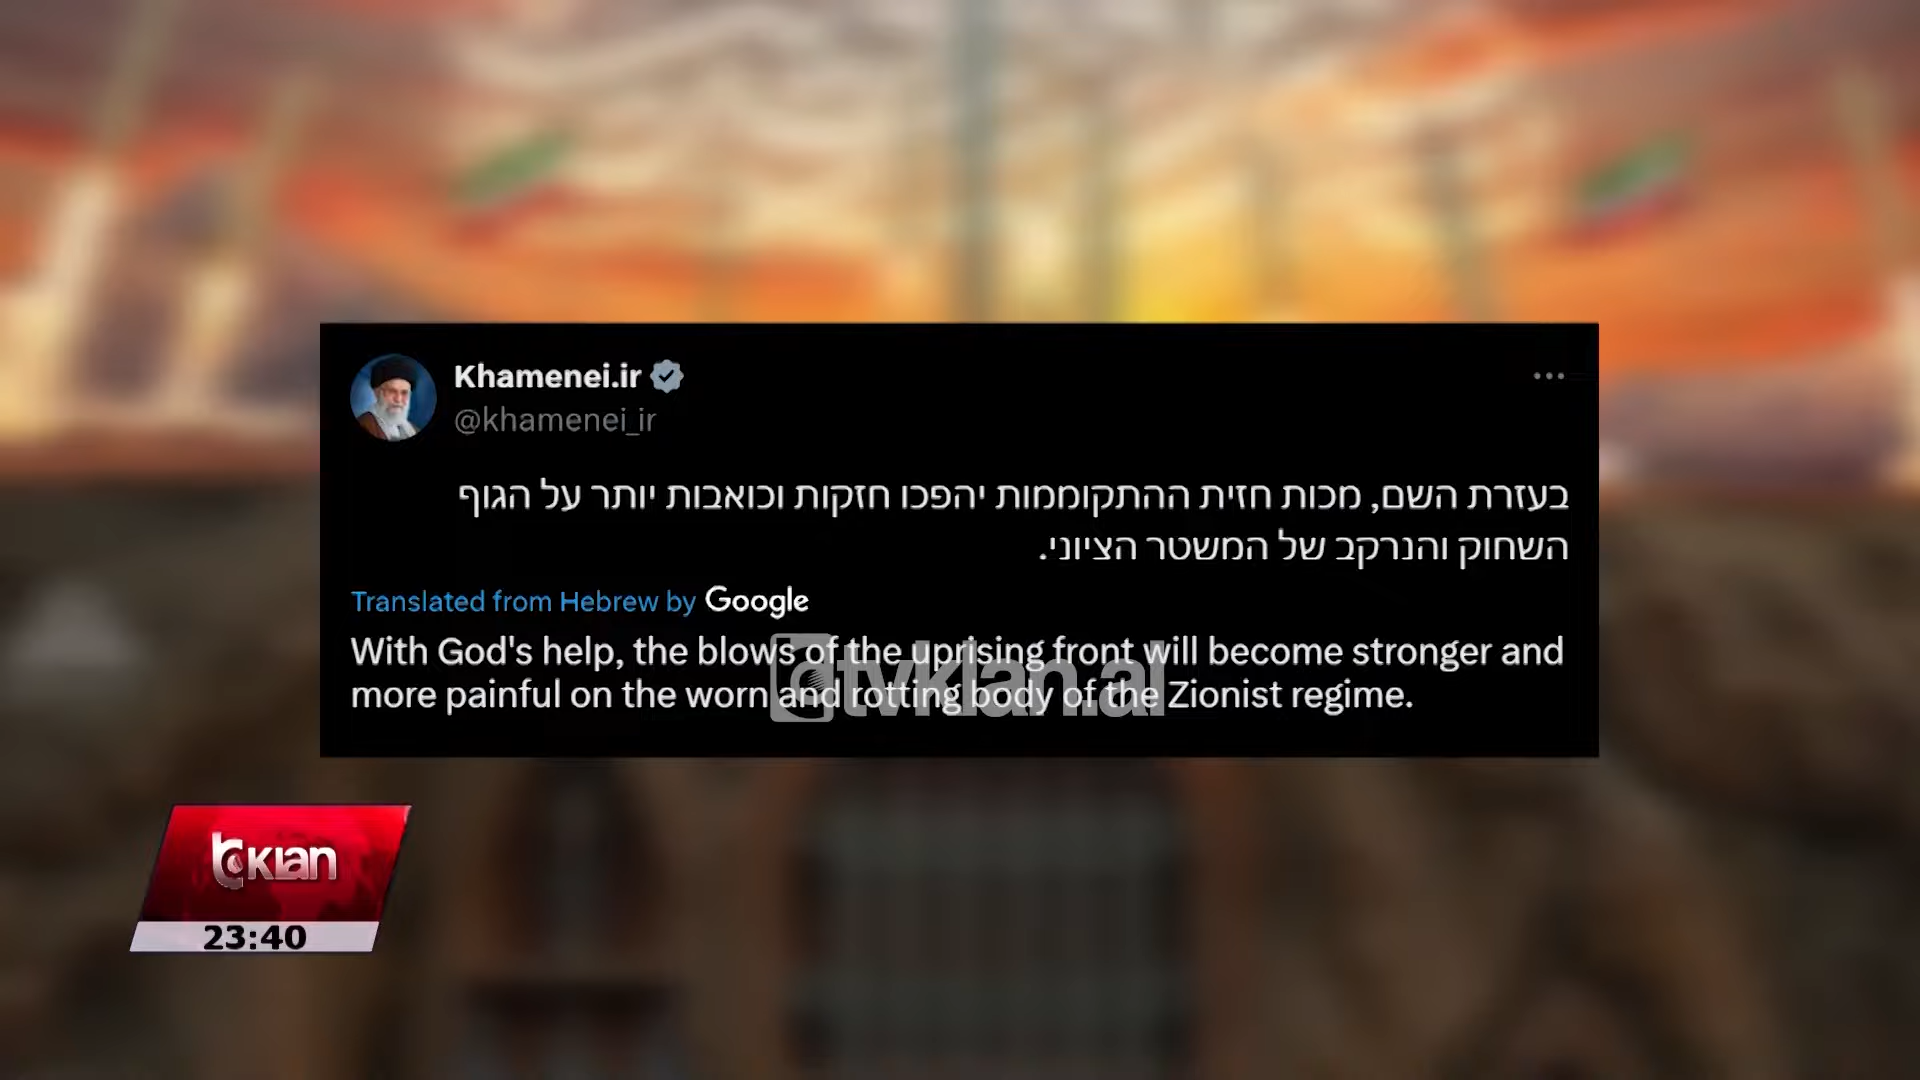 Khamenei.ir
@khamenei_ir
בעזרת השם, מכות חזית ההתקוממות יהפכו חזקות וכואבות יותר על הגוף
השחוק והנרקב של המשטר הציוני.
Translated from Hebrew by Google
With God's help, the blows of the uprising front will become stronger and
more painful on the worn and rotting body of the Zionist regime.
tvklan.al
tv klan
23:40